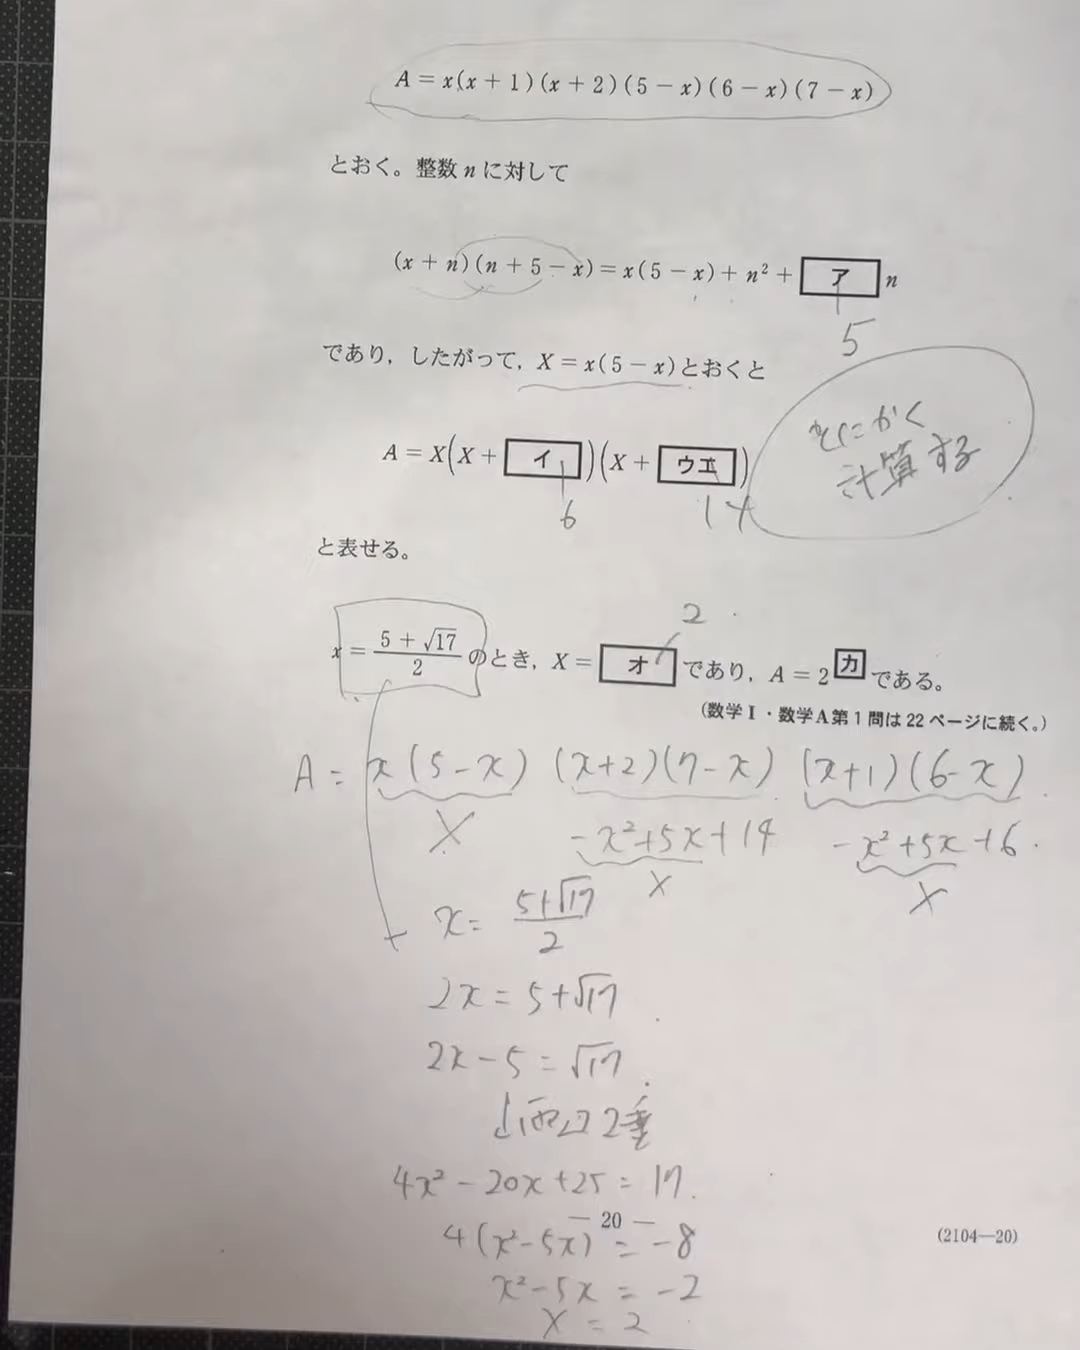 A = x(x + 1)(x + 2)(5 − x)(6 − x)(7 − x)
とおく。整数 n に対して
(x + n)(n + 5 − x) = x(5 − x) + n² + ア n
5
であり，したがって，X = x(5 − x)とおくと
とにかく
計算する
A = X(X + イ)(X + ウエ)
6 14
と表せる。
2
x = (5 + √17)/2 のとき，X = オ であり，A = 2^カ である。
(数学Ⅰ・数学A第1問は22ページに続く。)
A = x(5−x) (x+2)(7−x) (x+1)(6−x)
X −x²+5x+14 −x²+5x+6
X X
x = (5+√17)/2
2x = 5+√17
2x − 5 = √17
↓両辺2乗
4x² − 20x + 25 = 17
— 20 —
(2104—20)
4(x² − 5x) = −8
x² − 5x = −2
X = 2